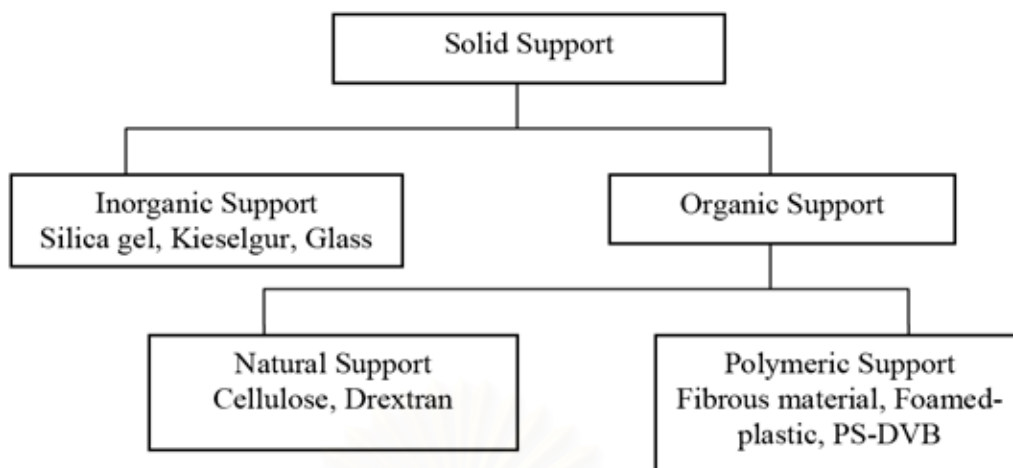 Solid Support
Inorganic Support
Silica gel, Kieselgur, Glass
Organic Support
Natural Support
Cellulose, Drextran
Polymeric Support
Fibrous material, Foamed-
plastic, PS-DVB